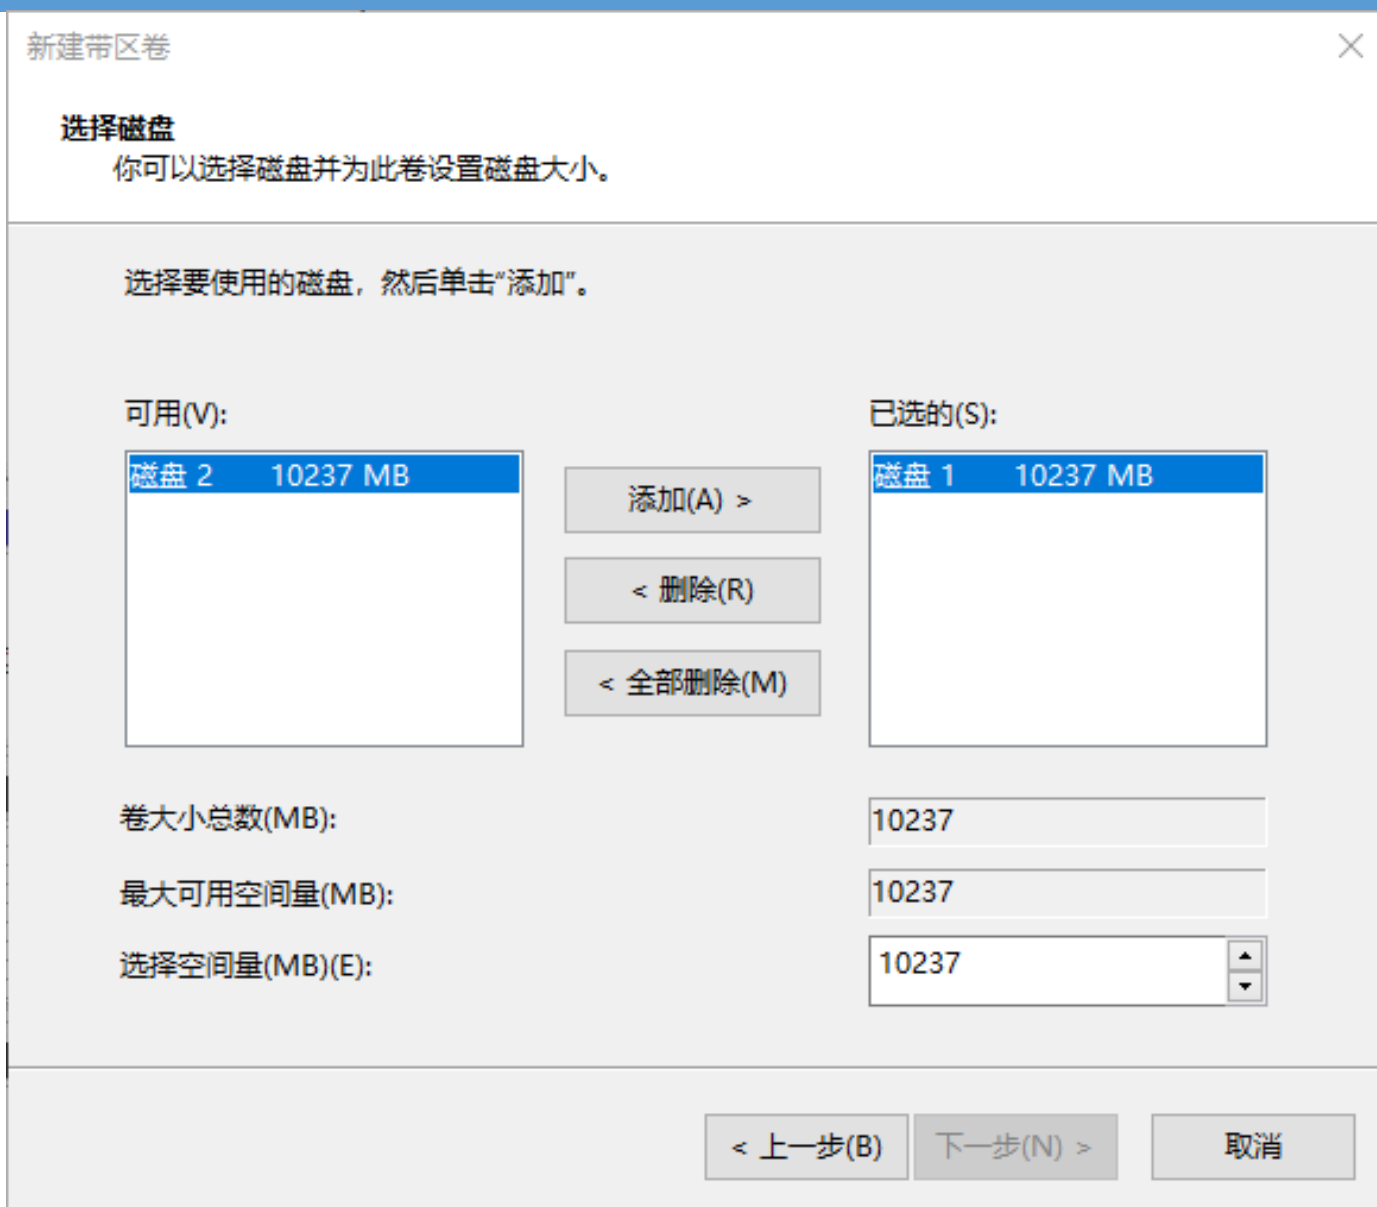 新建带区卷
选择磁盘
你可以选择磁盘并为此卷设置磁盘大小。
选择要使用的磁盘，然后单击“添加”。
可用(V):
已选的(S):
磁盘 2 10237 MB
磁盘 1 10237 MB
添加(A) >
< 删除(R)
< 全部删除(M)
卷大小总数(MB):
10237
最大可用空间量(MB):
10237
选择空间量(MB)(E):
10237
< 上一步(B)
下一步(N) >
取消